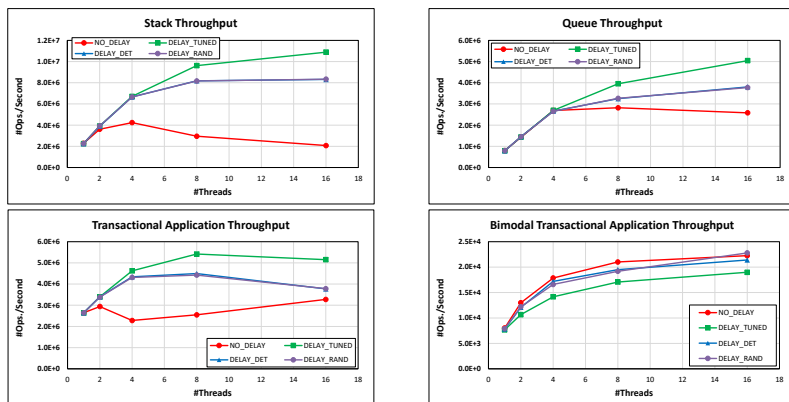 Stack Throughput
1.2E+7
1.0E+7
8.0E+6
6.0E+6
4.0E+6
2.0E+6
0.0E+0
#Ops/Second
NO_DELAY
DELAY_TUNED
DELAY_DET
DELAY_RAND
0 2 4 6 8 10 12 14 16 18
#Threads
Queue Throughput
6.0E+6
5.0E+6
4.0E+6
3.0E+6
2.0E+6
1.0E+6
0.0E+0
#Ops/Second
NO_DELAY
DELAY_TUNED
DELAY_DET
DELAY_RAND
0 2 4 6 8 10 12 14 16 18
#Threads
Transactional Application Throughput
6.0E+6
5.0E+6
4.0E+6
3.0E+6
2.0E+6
1.0E+6
0.0E+0
#Ops./Second
NO_DELAY
DELAY_TUNED
DELAY_DET
DELAY_RAND
0 2 4 6 8 10 12 14 16 18
#Threads
Bimodal Transactional Application Throughput
2.5E+4
2.0E+4
1.5E+4
1.0E+4
5.0E+3
0.0E+0
#Ops./Second
NO_DELAY
DELAY_TUNED
DELAY_DET
DELAY_RAND
0 2 4 6 8 10 12 14 16 18
#Threads